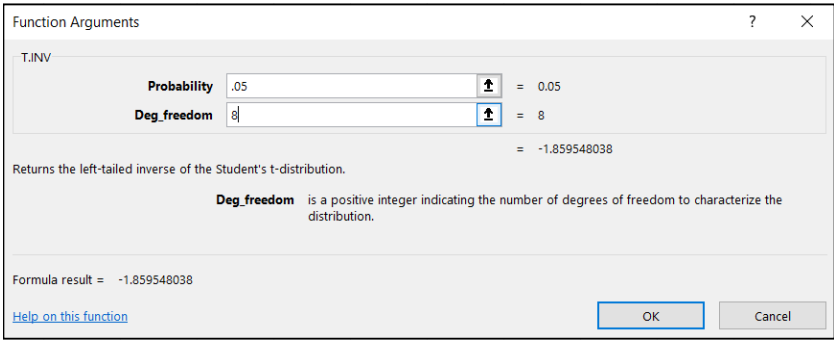 Function Arguments ? ×
T.INV
Probability .05 = 0.05
Deg_freedom 8 = 8
= -1.859548038
Returns the left-tailed inverse of the Student's t-distribution.
Deg_freedom is a positive integer indicating the number of degrees of freedom to characterize the
distribution.
Formula result = -1.859548038
Help on this function OK Cancel